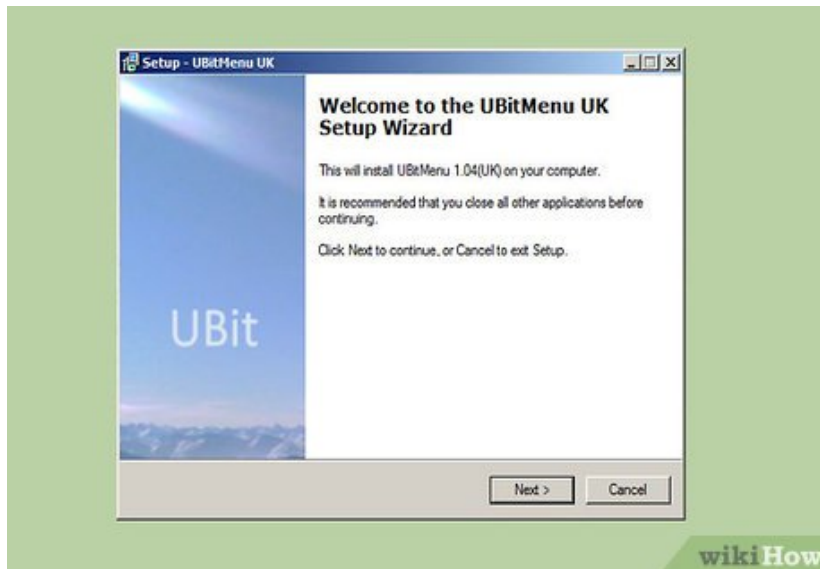 Setup - UBitMenu UK
Welcome to the UBitMenu UK
Setup Wizard
This will install UBitMenu 1.04(UK) on your computer.
It is recommended that you close all other applications before
continuing.
Click Next to continue, or Cancel to exit Setup.
UBit
Next >
Cancel
wikiHow